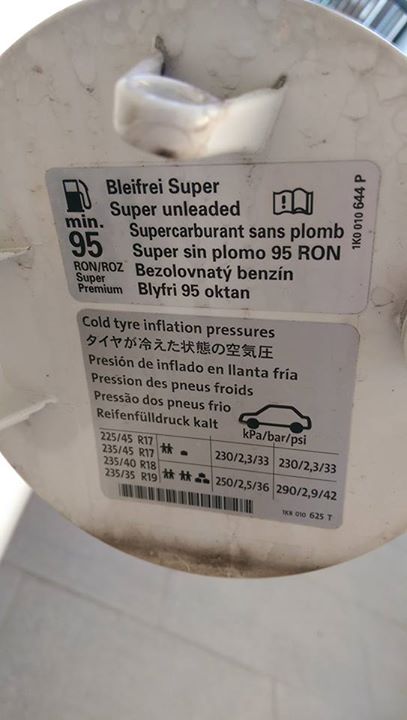 Bleifrei Super
Super unleaded
Supercarburant sans plomb
Super sin plomo 95 RON
Bezolovnatý benzín
Blyfri 95 oktan
min.
95
RON/ROZ
Super
Premium
1K0 010 644 P
Cold tyre inflation pressures
タイヤが冷えた状態の空気圧
Presión de inflado en llanta fría
Pression des pneus froids
Pressão dos pneus frio
Reifenfülldruck kalt
kPa/bar/psi
225/45 R17
235/45 R17
235/40 R18
235/35 R19
230/2,3/33 230/2,3/33
250/2,5/36 290/2,9/42
1K8 010 625 T